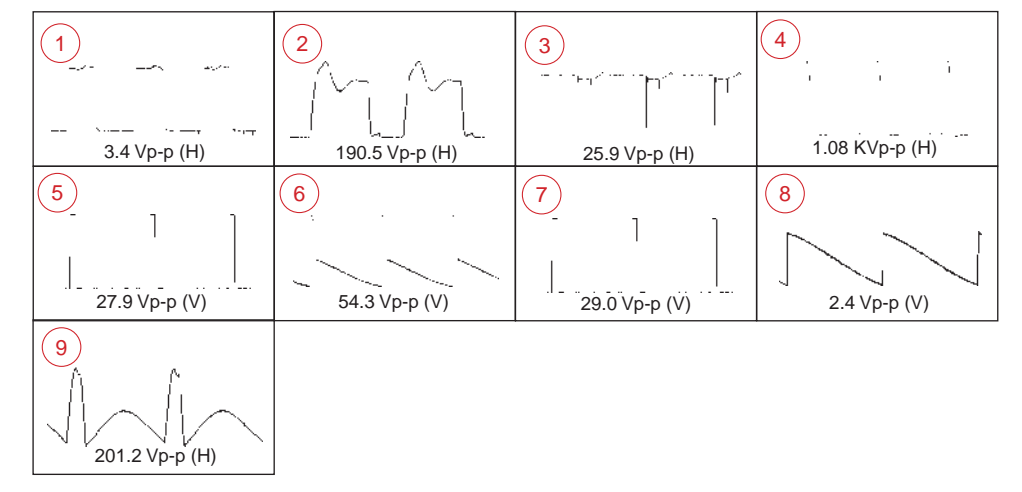 1
3.4 Vp-p (H)
2
190.5 Vp-p (H)
3
25.9 Vp-p (H)
4
1.08 KVp-p (H)
5
27.9 Vp-p (V)
6
54.3 Vp-p (V)
7
29.0 Vp-p (V)
8
2.4 Vp-p (V)
9
201.2 Vp-p (H)